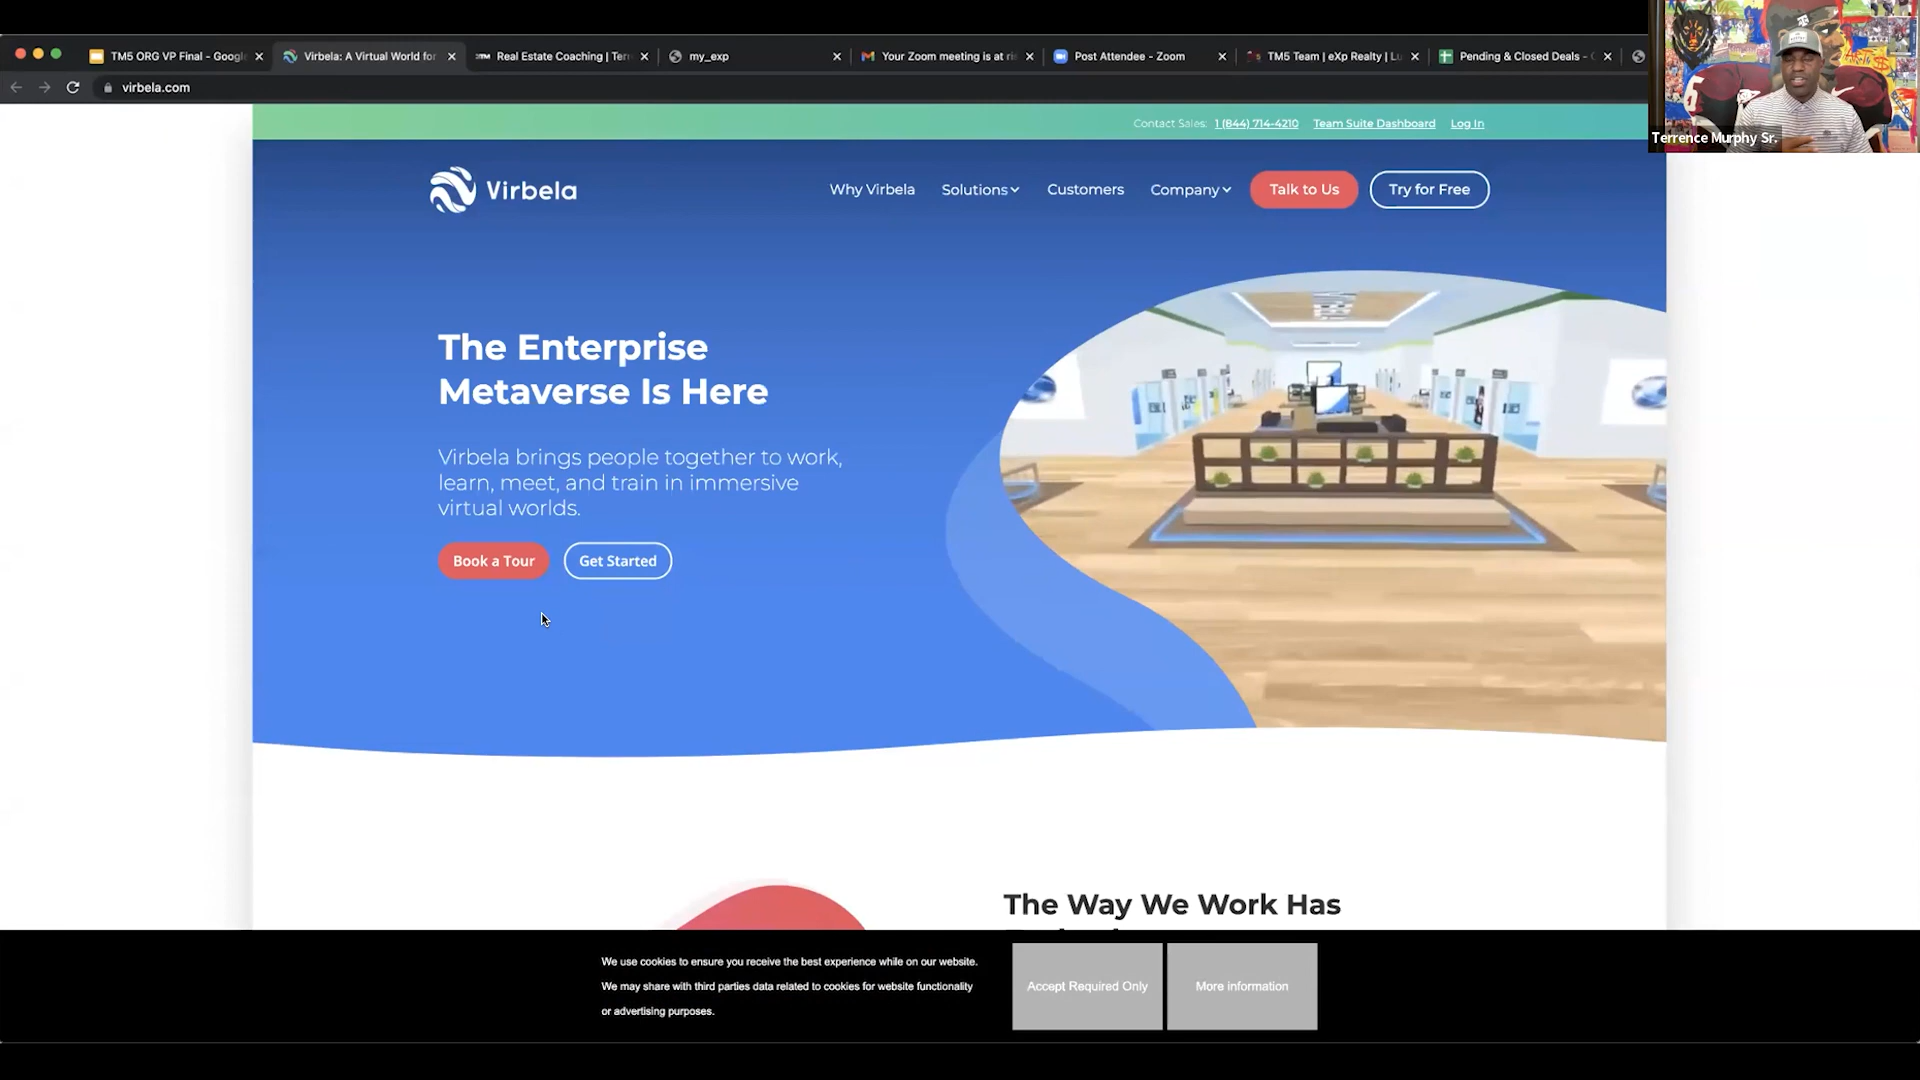 TM5 ORG VP Final - Google
Virbela: A Virtual World for
Real Estate Coaching | Terr
my_exp
Your Zoom meeting is at ri
Post Attendee - Zoom
TM5 Team | eXp Realty | Lu
Pending & Closed Deals -
virbela.com
Contact Sales: 1 (844) 714-4210 Team Suite Dashboard Log In
Terrence Murphy Sr.
Virbela
Why Virbela Solutions Customers Company Talk to Us Try for Free
The Enterprise
Metaverse Is Here
Virbela brings people together to work,
learn, meet, and train in immersive
virtual worlds.
Book a Tour Get Started
The Way We Work Has
We use cookies to ensure you receive the best experience while on our website.
We may share with third parties data related to cookies for website functionality
or advertising purposes.
Accept Required Only
More information